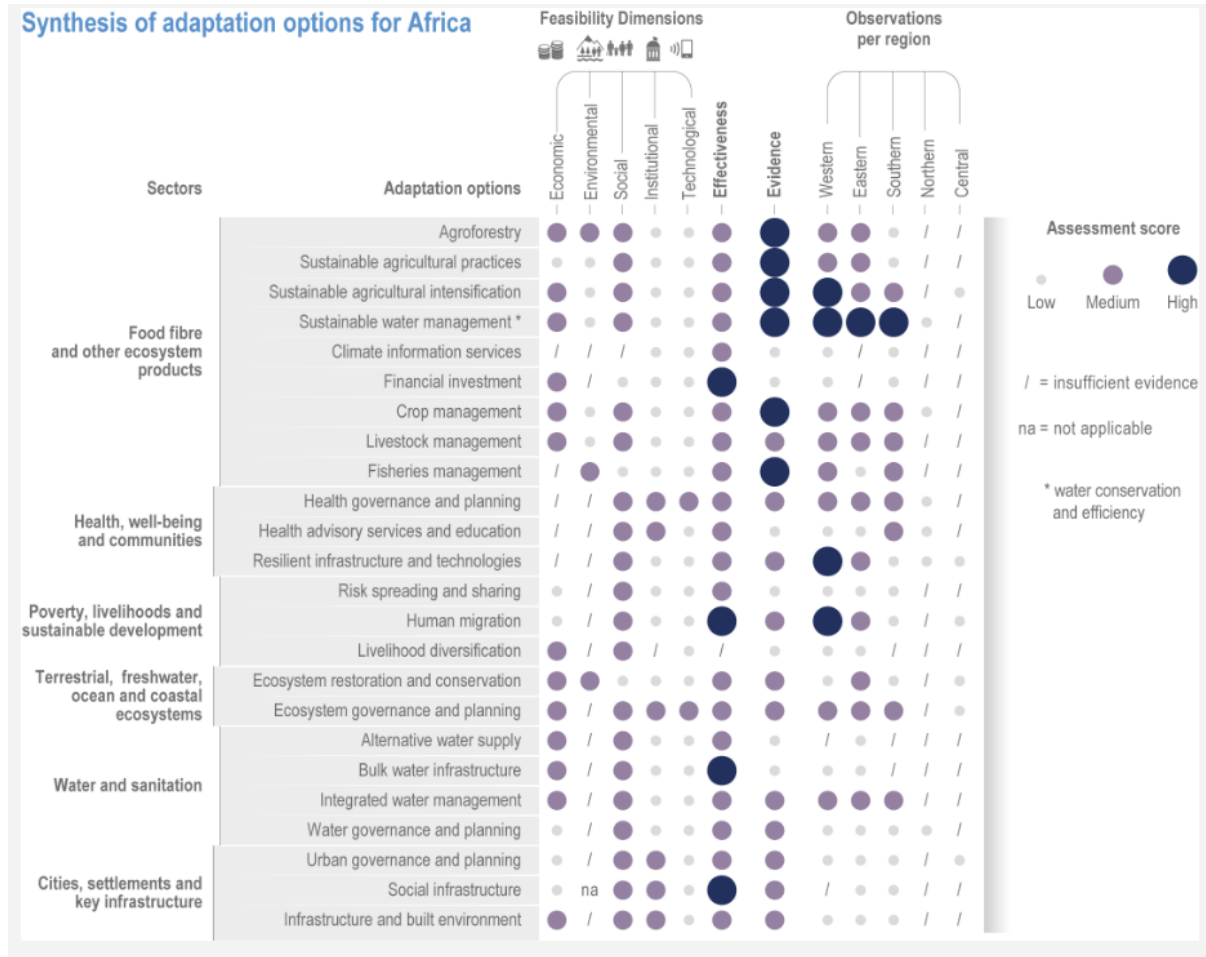 Synthesis of adaptation options for Africa
Feasibility Dimensions
Observations
per region
Economic
Environmental
Social
Institutional
Technological
Effectiveness
Evidence
Western
Eastern
Southern
Northern
Central
Sectors
Adaptation options
Assessment score
Low
Medium
High
/ = insufficient evidence
na = not applicable
* water conservation
and efficiency
Food fibre
and other ecosystem
products
Agroforestry / /
Sustainable agricultural practices / /
Sustainable agricultural intensification /
Sustainable water management * /
Climate information services / / / / / /
Financial investment / / / /
Crop management /
Livestock management / /
Fisheries management / / /
Health, well-being
and communities
Health governance and planning / / /
Health advisory services and education / / /
Resilient infrastructure and technologies / /
Poverty, livelihoods and
sustainable development
Risk spreading and sharing / / /
Human migration / /
Livelihood diversification / / / / / /
Terrestrial, freshwater,
ocean and coastal
ecosystems
Ecosystem restoration and conservation /
Ecosystem governance and planning / /
Water and sanitation
Alternative water supply / / / / /
Bulk water infrastructure / / / /
Integrated water management / / /
Water governance and planning / /
Cities, settlements and
key infrastructure
Urban governance and planning / /
Social infrastructure na / / /
Infrastructure and built environment / / /